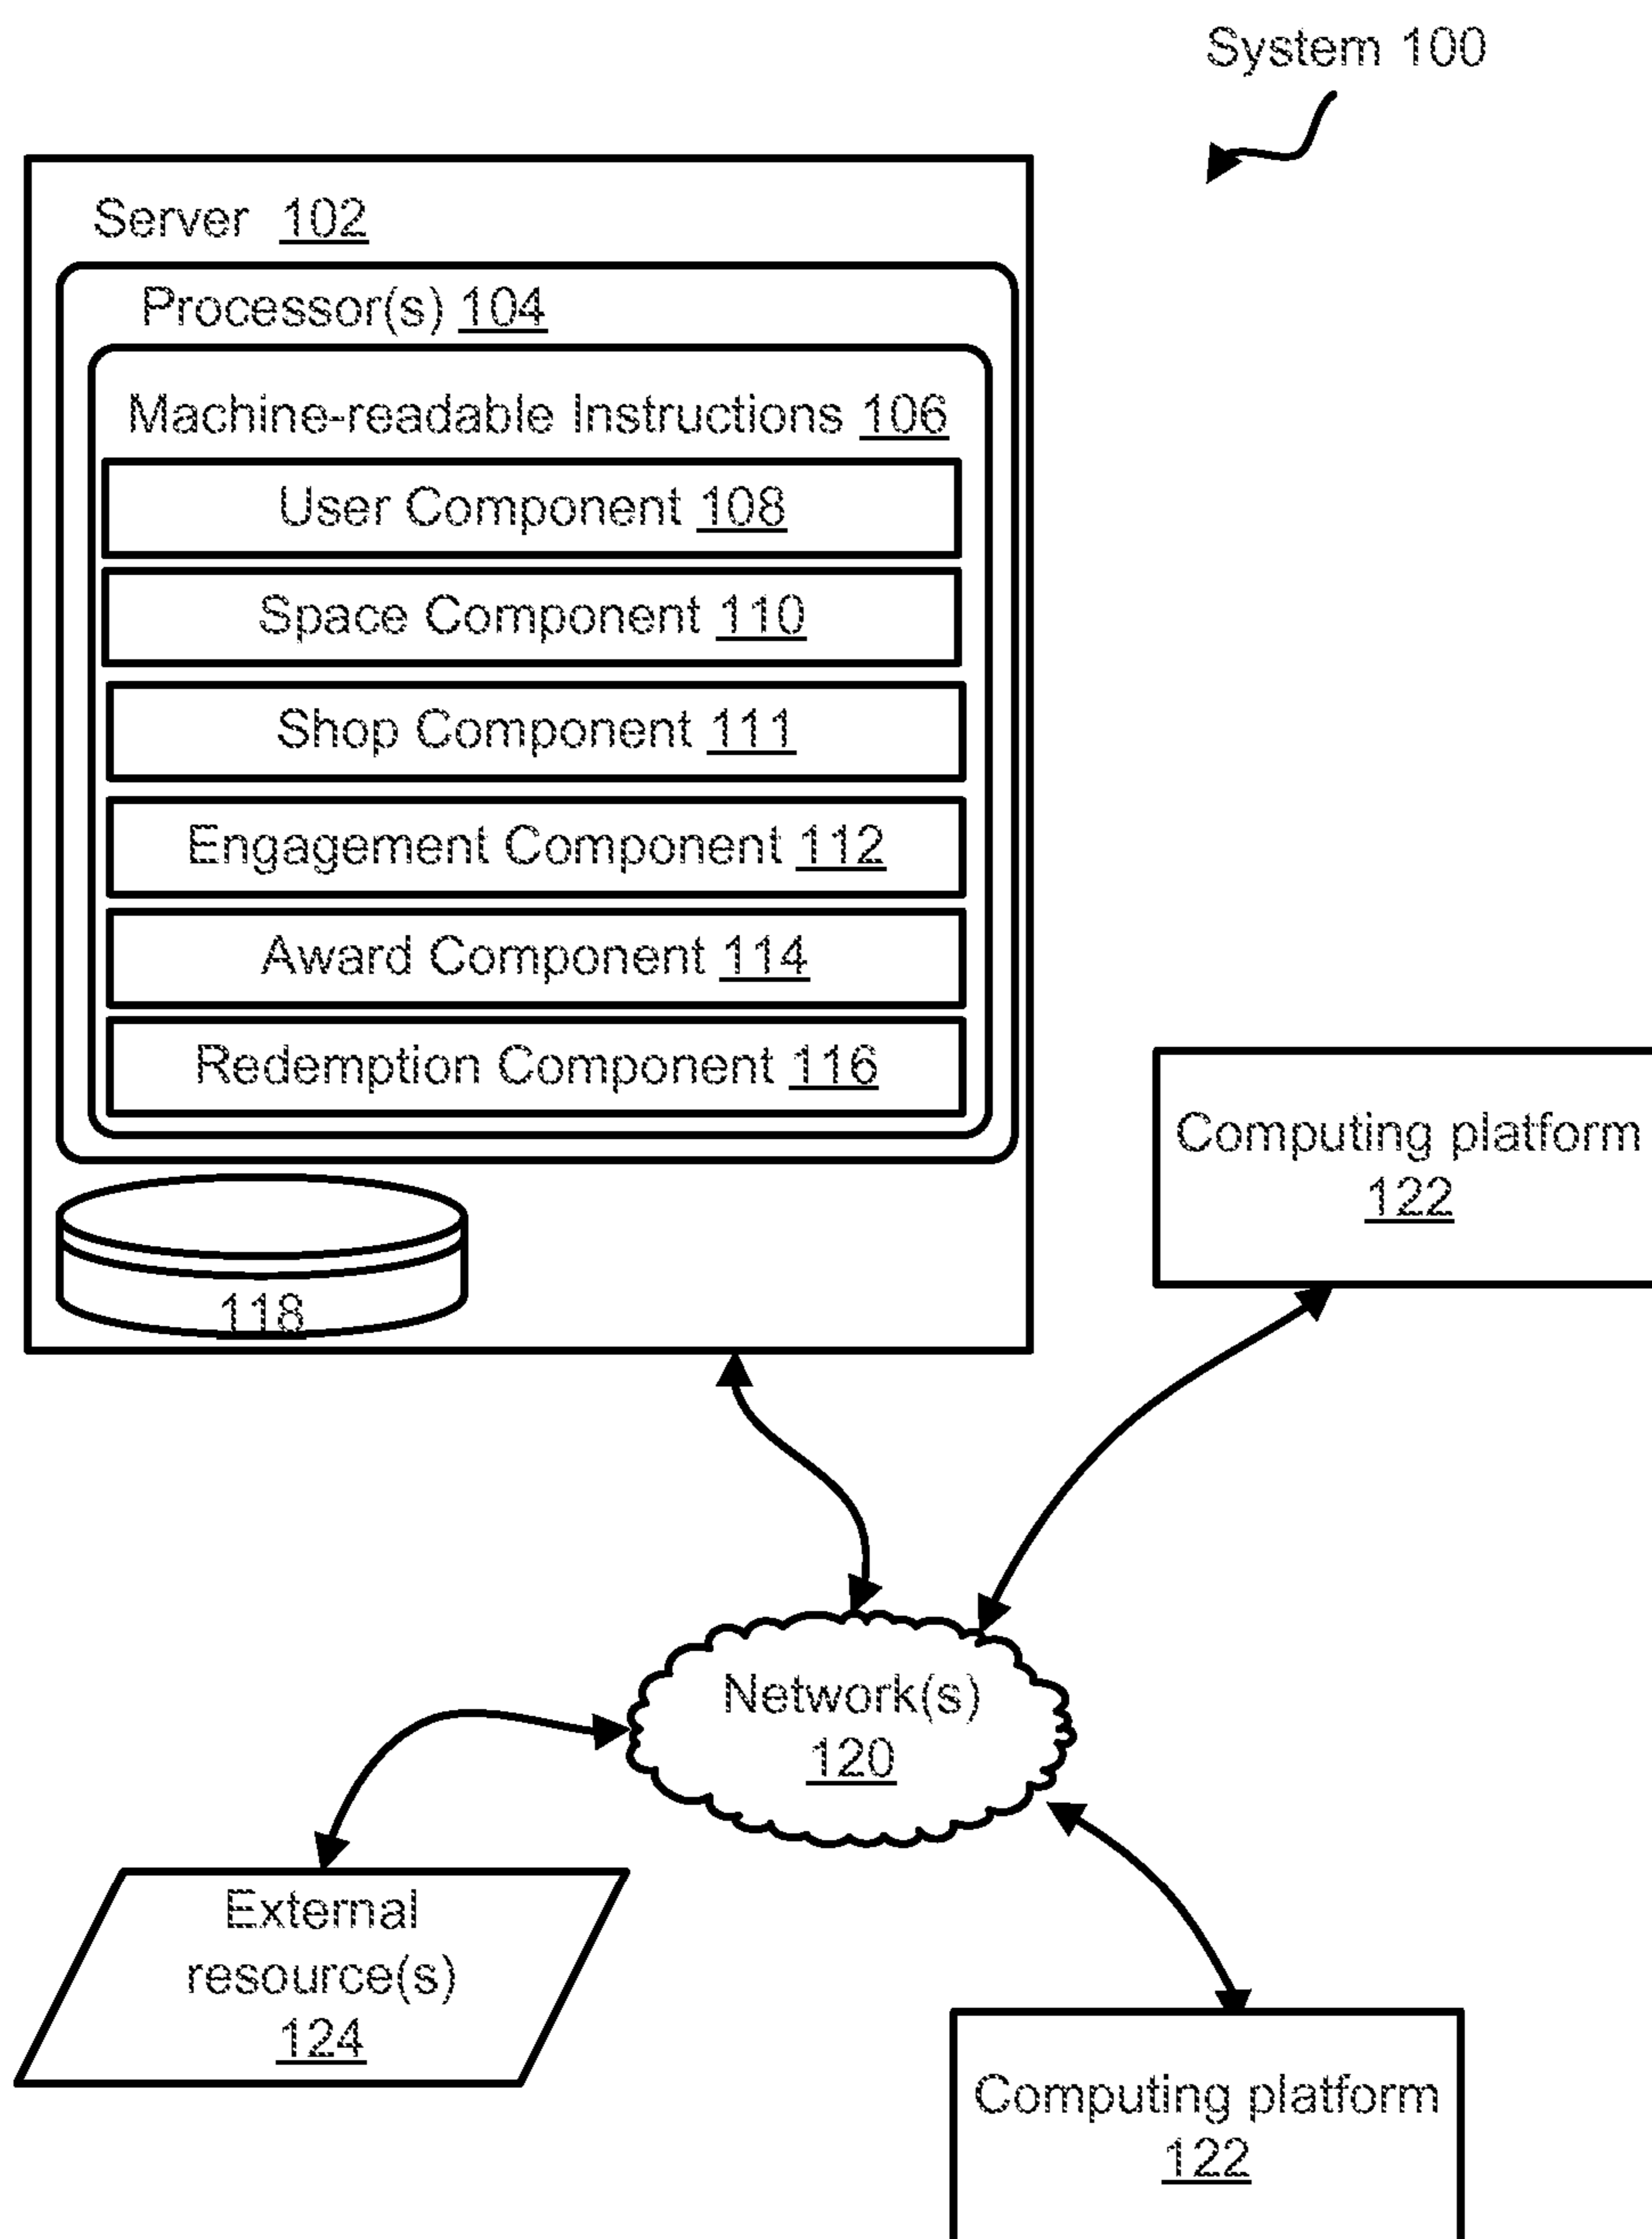 System 100
Server 102
Processor(s) 104
Machine-readable Instructions 106
User Component 108
Space Component 110
Shop Component 111
Engagement Component 112
Award Component 114
Redemption Component 116
118
Computing platform
122
Network(s)
120
External
resource(s)
124
Computing platform
122